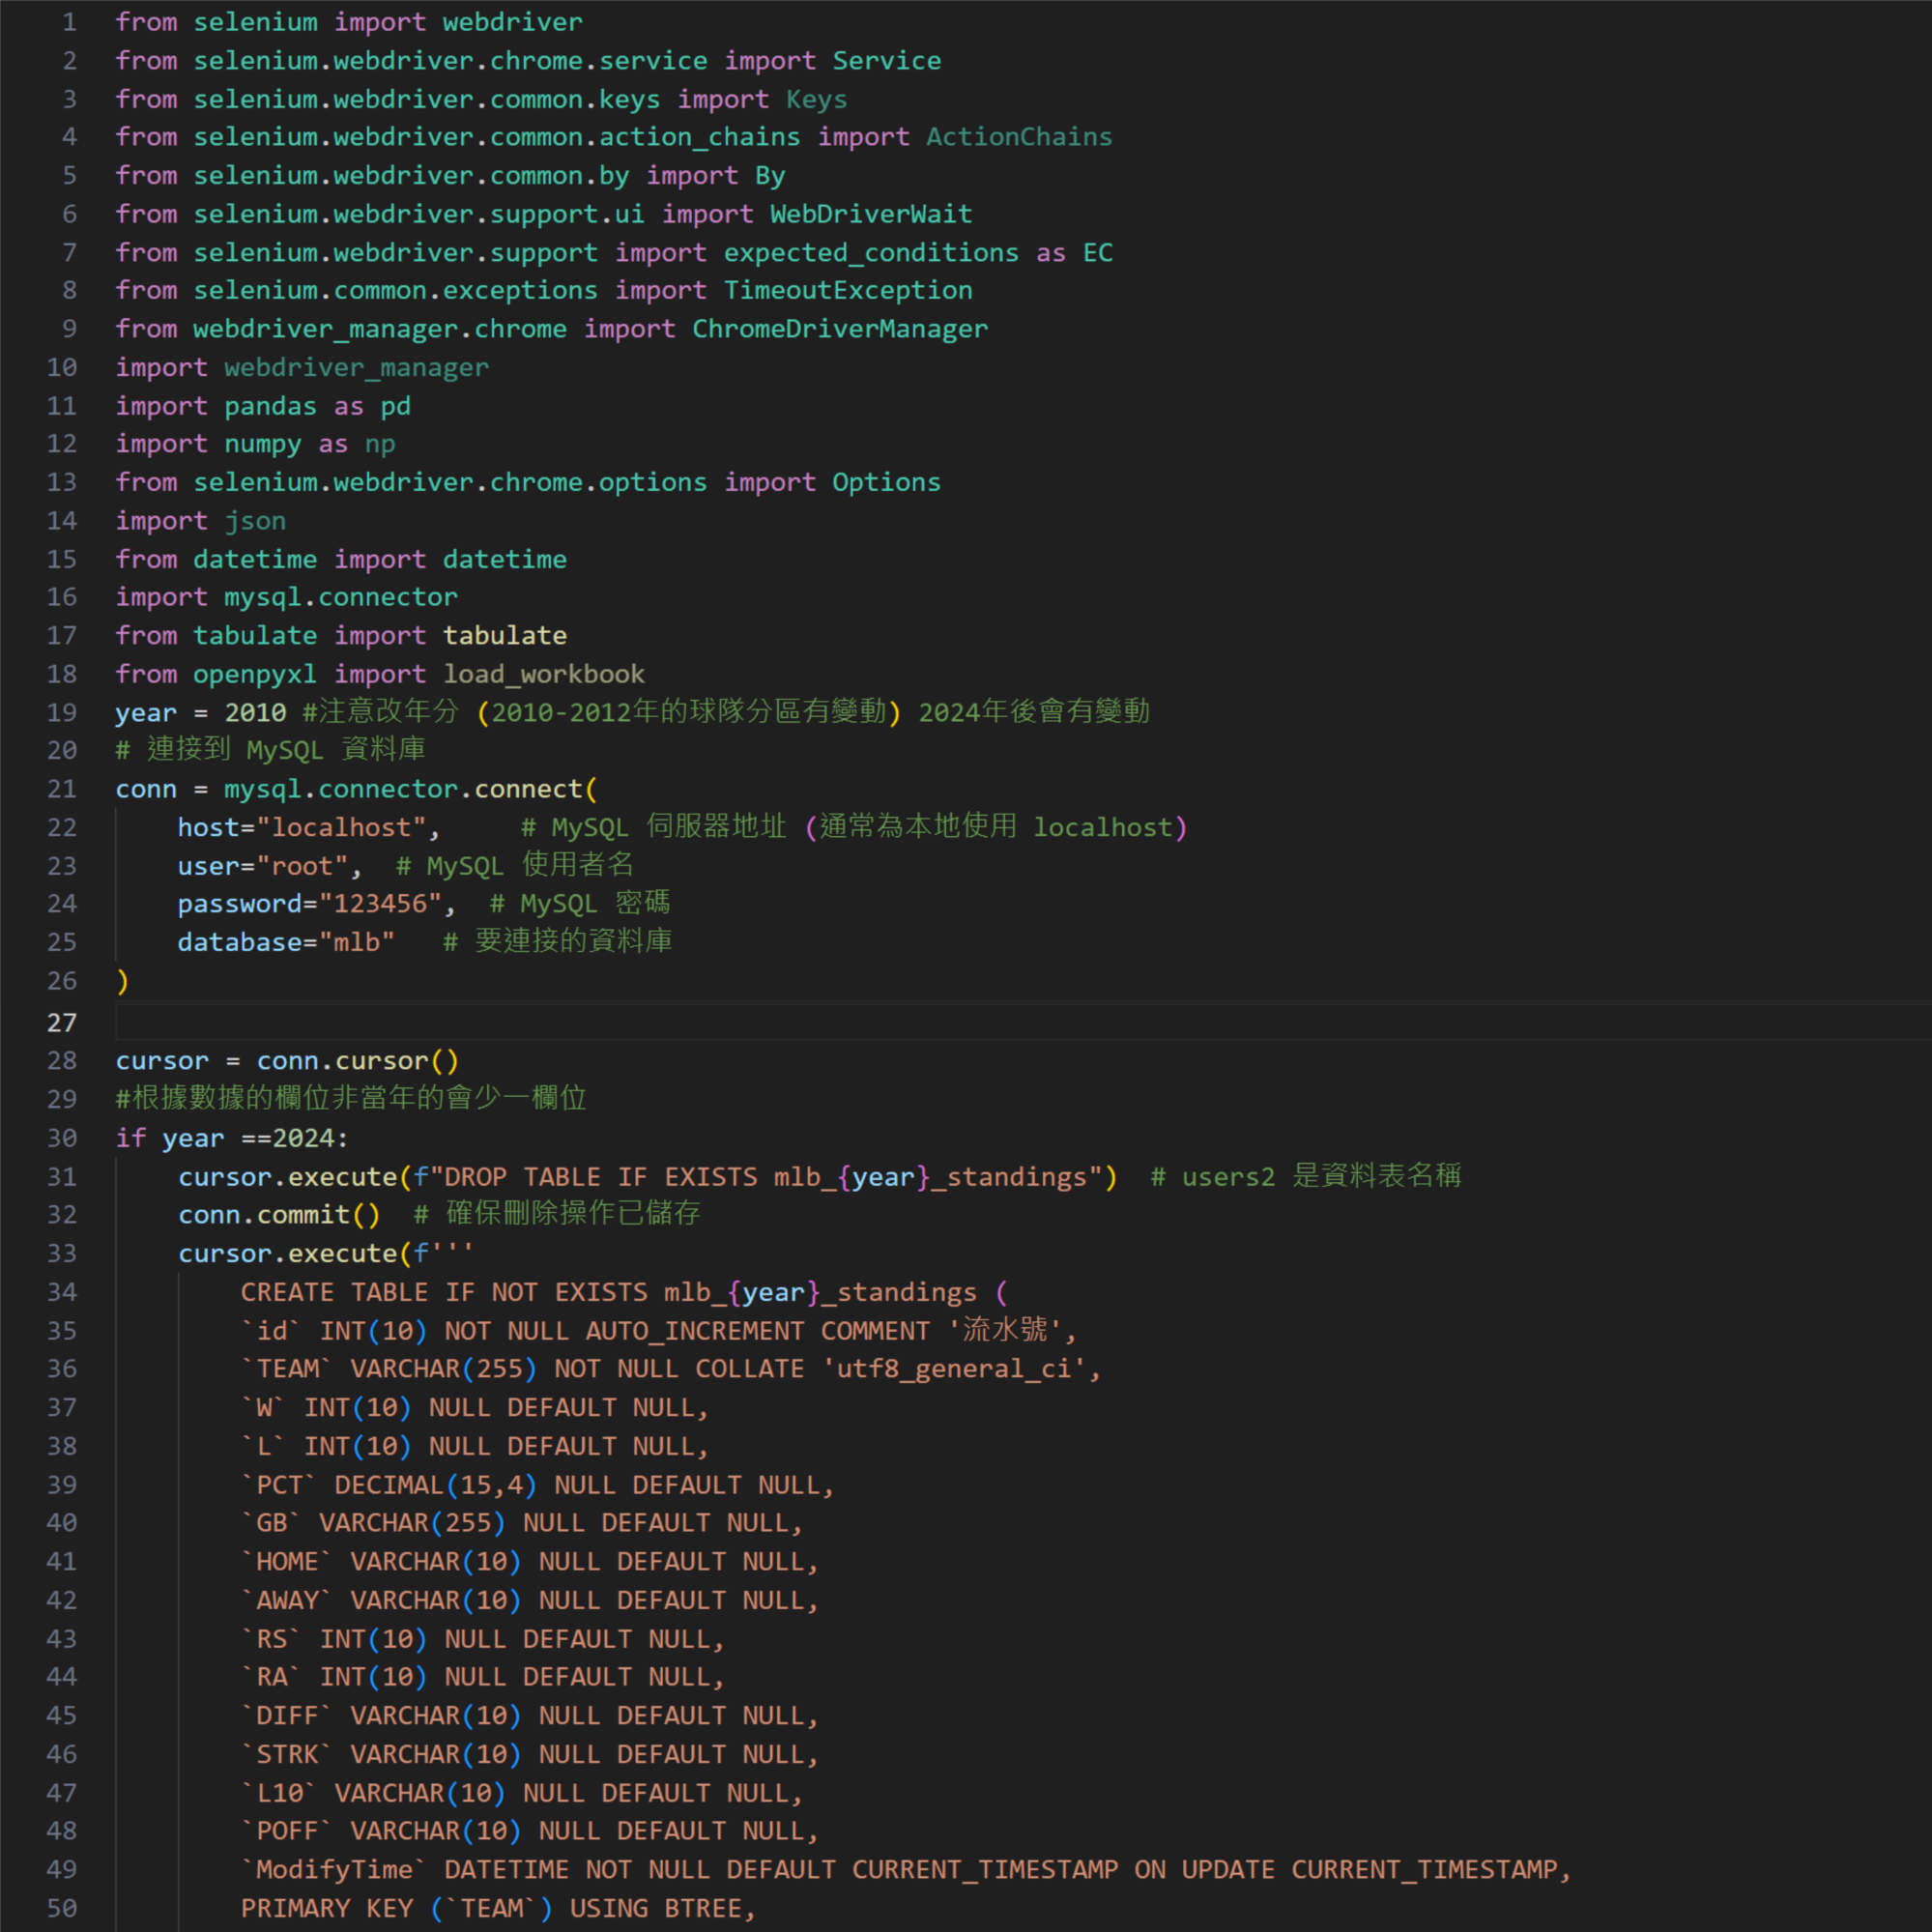 1 from selenium import webdriver
2 from selenium.webdriver.chrome.service import Service
3 from selenium.webdriver.common.keys import Keys
4 from selenium.webdriver.common.action_chains import ActionChains
5 from selenium.webdriver.common.by import By
6 from selenium.webdriver.support.ui import WebDriverWait
7 from selenium.webdriver.support import expected_conditions as EC
8 from selenium.common.exceptions import TimeoutException
9 from webdriver_manager.chrome import ChromeDriverManager
10 import webdriver_manager
11 import pandas as pd
12 import numpy as np
13 from selenium.webdriver.chrome.options import Options
14 import json
15 from datetime import datetime
16 import mysql.connector
17 from tabulate import tabulate
18 from openpyxl import load_workbook
19 year = 2010 #注意改年分 (2010-2012年的球隊分區有變動) 2024年後會有變動
20 # 連接到 MySQL 資料庫
21 conn = mysql.connector.connect(
22     host="localhost",     # MySQL 伺服器地址 (通常為本地使用 localhost)
23     user="root",  # MySQL 使用者名
24     password="123456",  # MySQL 密碼
25     database="mlb"   # 要連接的資料庫
26 )
27
28 cursor = conn.cursor()
29 #根據數據的欄位非當年的會少一欄位
30 if year ==2024:
31     cursor.execute(f"DROP TABLE IF EXISTS mlb_{year}_standings")  # users2 是資料表名稱
32     conn.commit()  # 確保刪除操作已儲存
33     cursor.execute(f'''
34         CREATE TABLE IF NOT EXISTS mlb_{year}_standings (
35         `id` INT(10) NOT NULL AUTO_INCREMENT COMMENT '流水號',
36         `TEAM` VARCHAR(255) NOT NULL COLLATE 'utf8_general_ci',
37         `W` INT(10) NULL DEFAULT NULL,
38         `L` INT(10) NULL DEFAULT NULL,
39         `PCT` DECIMAL(15,4) NULL DEFAULT NULL,
40         `GB` VARCHAR(255) NULL DEFAULT NULL,
41         `HOME` VARCHAR(10) NULL DEFAULT NULL,
42         `AWAY` VARCHAR(10) NULL DEFAULT NULL,
43         `RS` INT(10) NULL DEFAULT NULL,
44         `RA` INT(10) NULL DEFAULT NULL,
45         `DIFF` VARCHAR(10) NULL DEFAULT NULL,
46         `STRK` VARCHAR(10) NULL DEFAULT NULL,
47         `L10` VARCHAR(10) NULL DEFAULT NULL,
48         `POFF` VARCHAR(10) NULL DEFAULT NULL,
49         `ModifyTime` DATETIME NOT NULL DEFAULT CURRENT_TIMESTAMP ON UPDATE CURRENT_TIMESTAMP,
50         PRIMARY KEY (`TEAM`) USING BTREE,